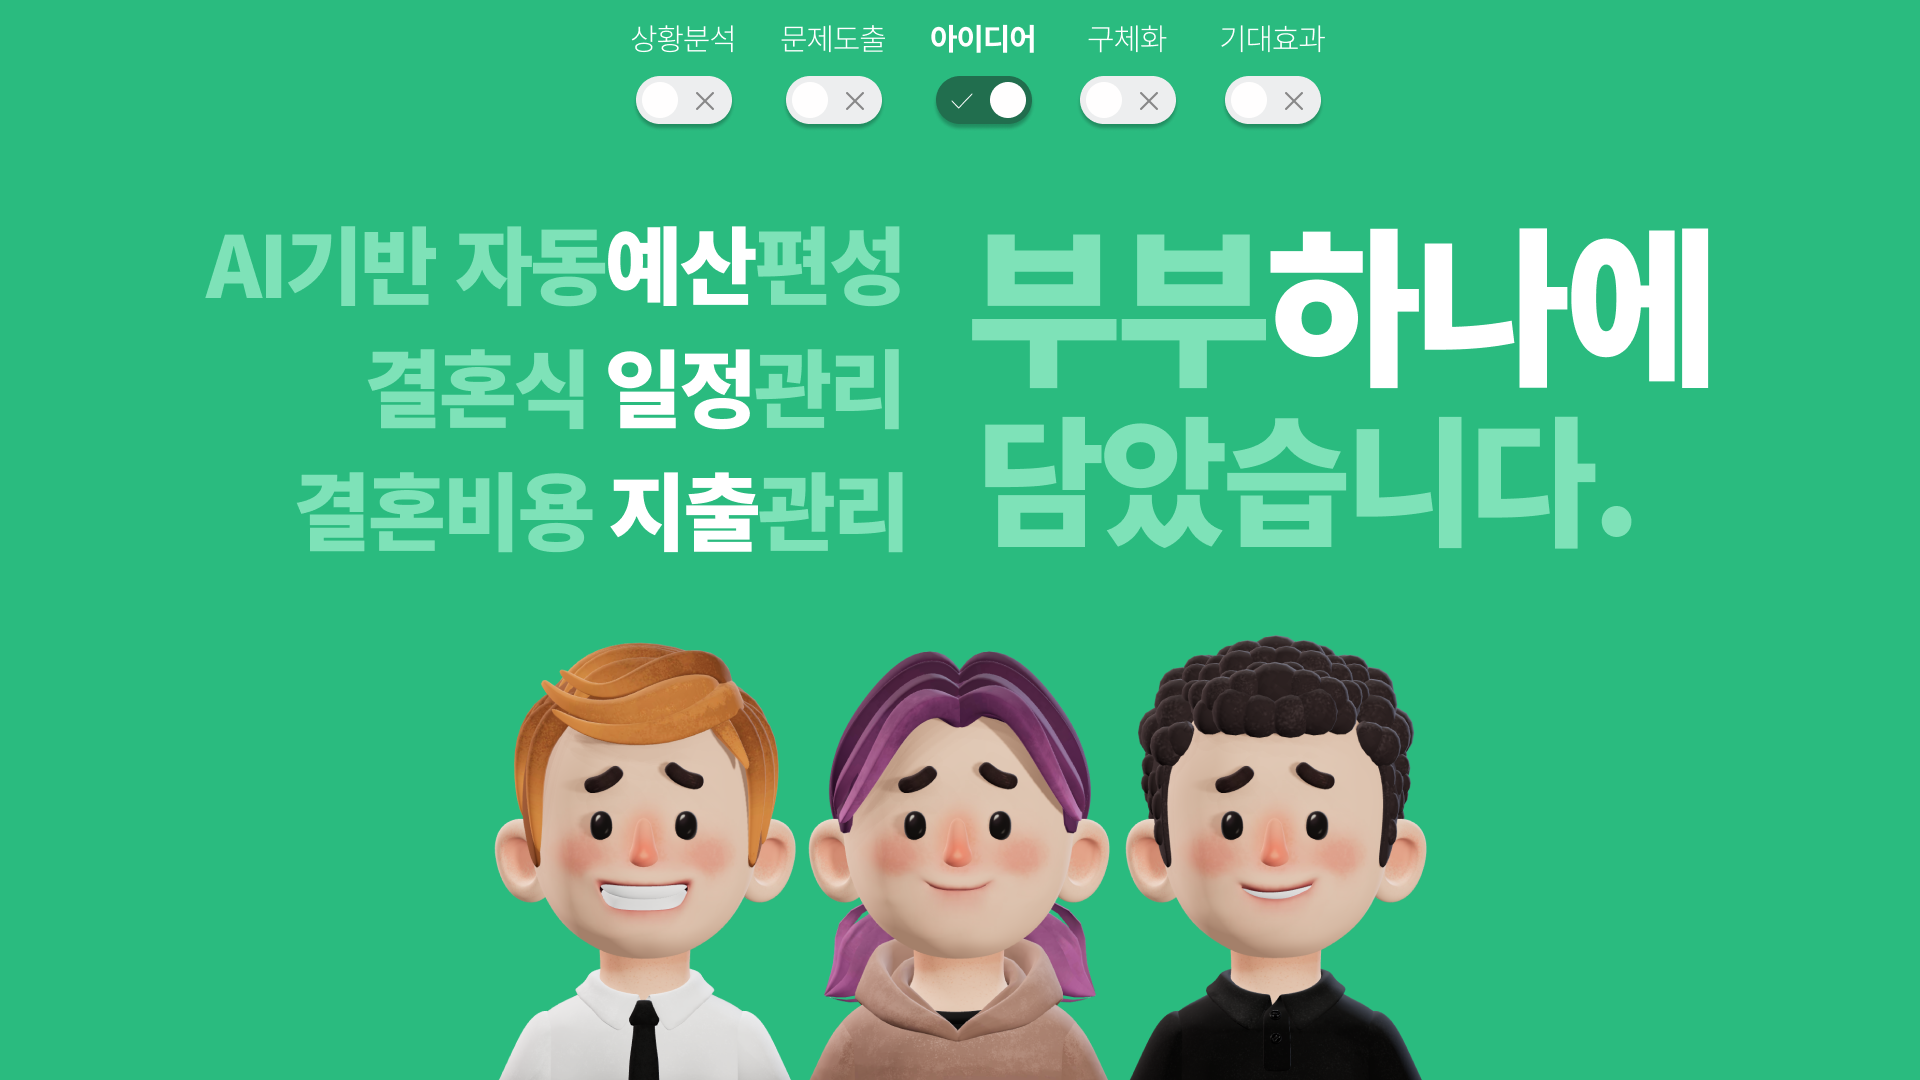 상황분석 문제도출 아이디어 구체화 기대효과
AI기반 자동예산편성
결혼식 일정관리
결혼비용 지출관리
부부하나에
담았습니다.